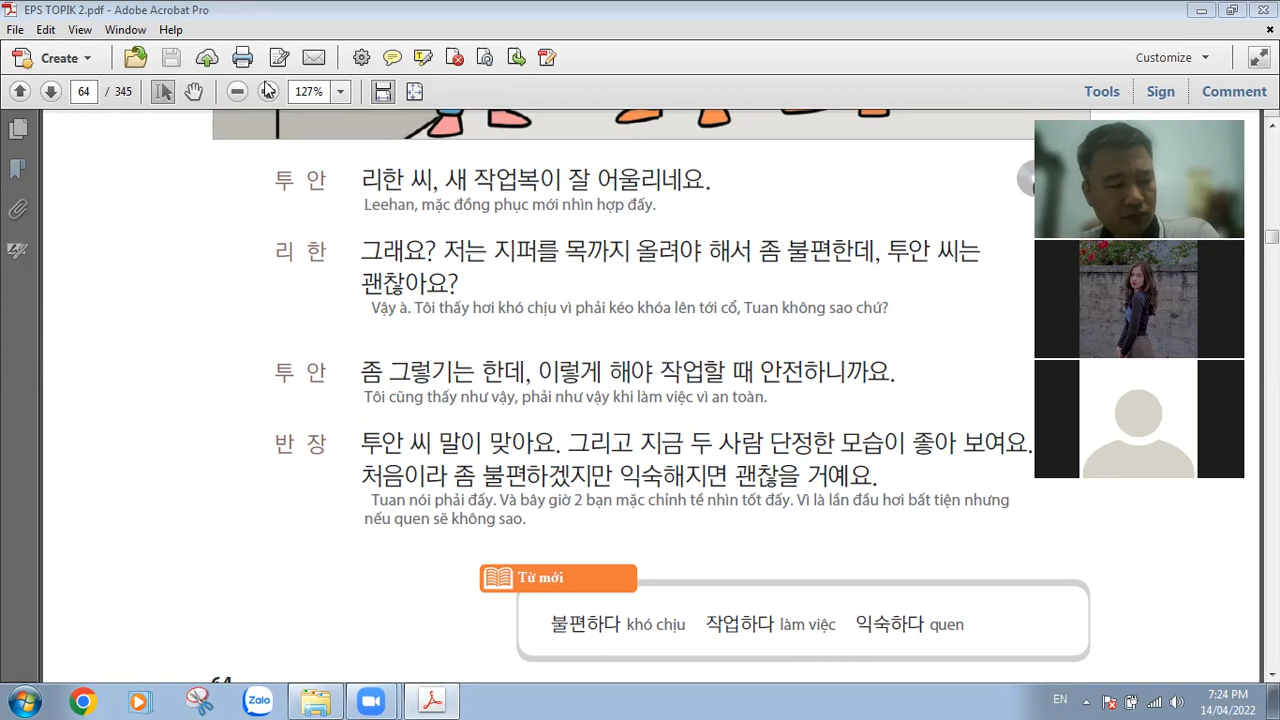 EPS TOPIK 2.pdf - Adobe Acrobat Pro
File Edit View Window Help
Create Customize
64 / 345 127% Tools Sign Comment
투 안 리한 씨, 새 작업복이 잘 어울리네요.
Leehan, mặc đồng phục mới nhìn hợp đấy.
리 한 그래요? 저는 지퍼를 목까지 올려야 해서 좀 불편한데, 투안 씨는
괜찮아요?
Vậy à. Tôi thấy hơi khó chịu vì phải kéo khóa lên tới cổ, Tuan không sao chứ?
투 안 좀 그렇기는 한데, 이렇게 해야 작업할 때 안전하니까요.
Tôi cũng thấy như vậy, phải như vậy khi làm việc vì an toàn.
반 장 투안 씨 말이 맞아요. 그리고 지금 두 사람 단정한 모습이 좋아 보여요.
처음이라 좀 불편하겠지만 익숙해지면 괜찮을 거예요.
Tuan nói phải đấy. Và bây giờ 2 bạn mặc chỉnh tề nhìn tốt đấy. Vì là lần đầu hơi bất tiện nhưng
nếu quen sẽ không sao.
Từ mới
불편하다 khó chịu 작업하다 làm việc 익숙하다 quen
64
Zalo
EN 7:24 PM
14/04/2022